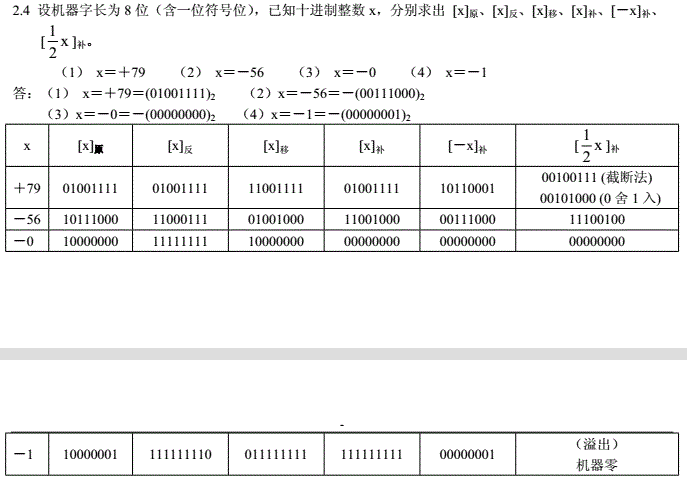 2.4 设机器字长为 8 位（含一位符号位），已知十进制整数 x，分别求出 [x]原、[x]反、[x]移、[x]补、[－x]补、
[1/2 x]补。
（1） x＝＋79 （2） x＝－56 （3） x＝－0 （4） x＝－1
答：（1） x＝＋79＝(01001111)2 （2）x＝－56＝－(00111000)2
（3）x＝－0＝－(00000000)2 （4）x＝－1＝－(00000001)2
x [x]原 [x]反 [x]移 [x]补 [－x]补 [1/2 x]补
＋79 01001111 01001111 11001111 01001111 10110001 00100111 (截断法)
00101000 (0 舍 1 入)
－56 10111000 11000111 01001000 11001000 00111000 11100100
－0 10000000 11111111 10000000 00000000 00000000 00000000
－1 10000001 111111110 011111111 111111111 00000001 （溢出）
机器零